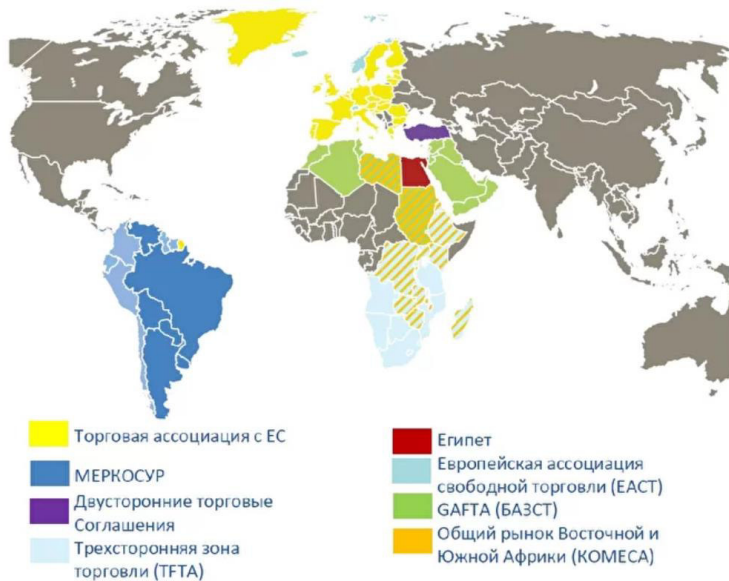 Торговая ассоциация с ЕС
МЕРКОСУР
Двусторонние торговые
Соглашения
Трехсторонняя зона
торговли (TFTA)
Египет
Европейская ассоциация
свободной торговли (ЕАСТ)
GAFTA (БАЗСТ)
Общий рынок Восточной и
Южной Африки (КОМЕСА)